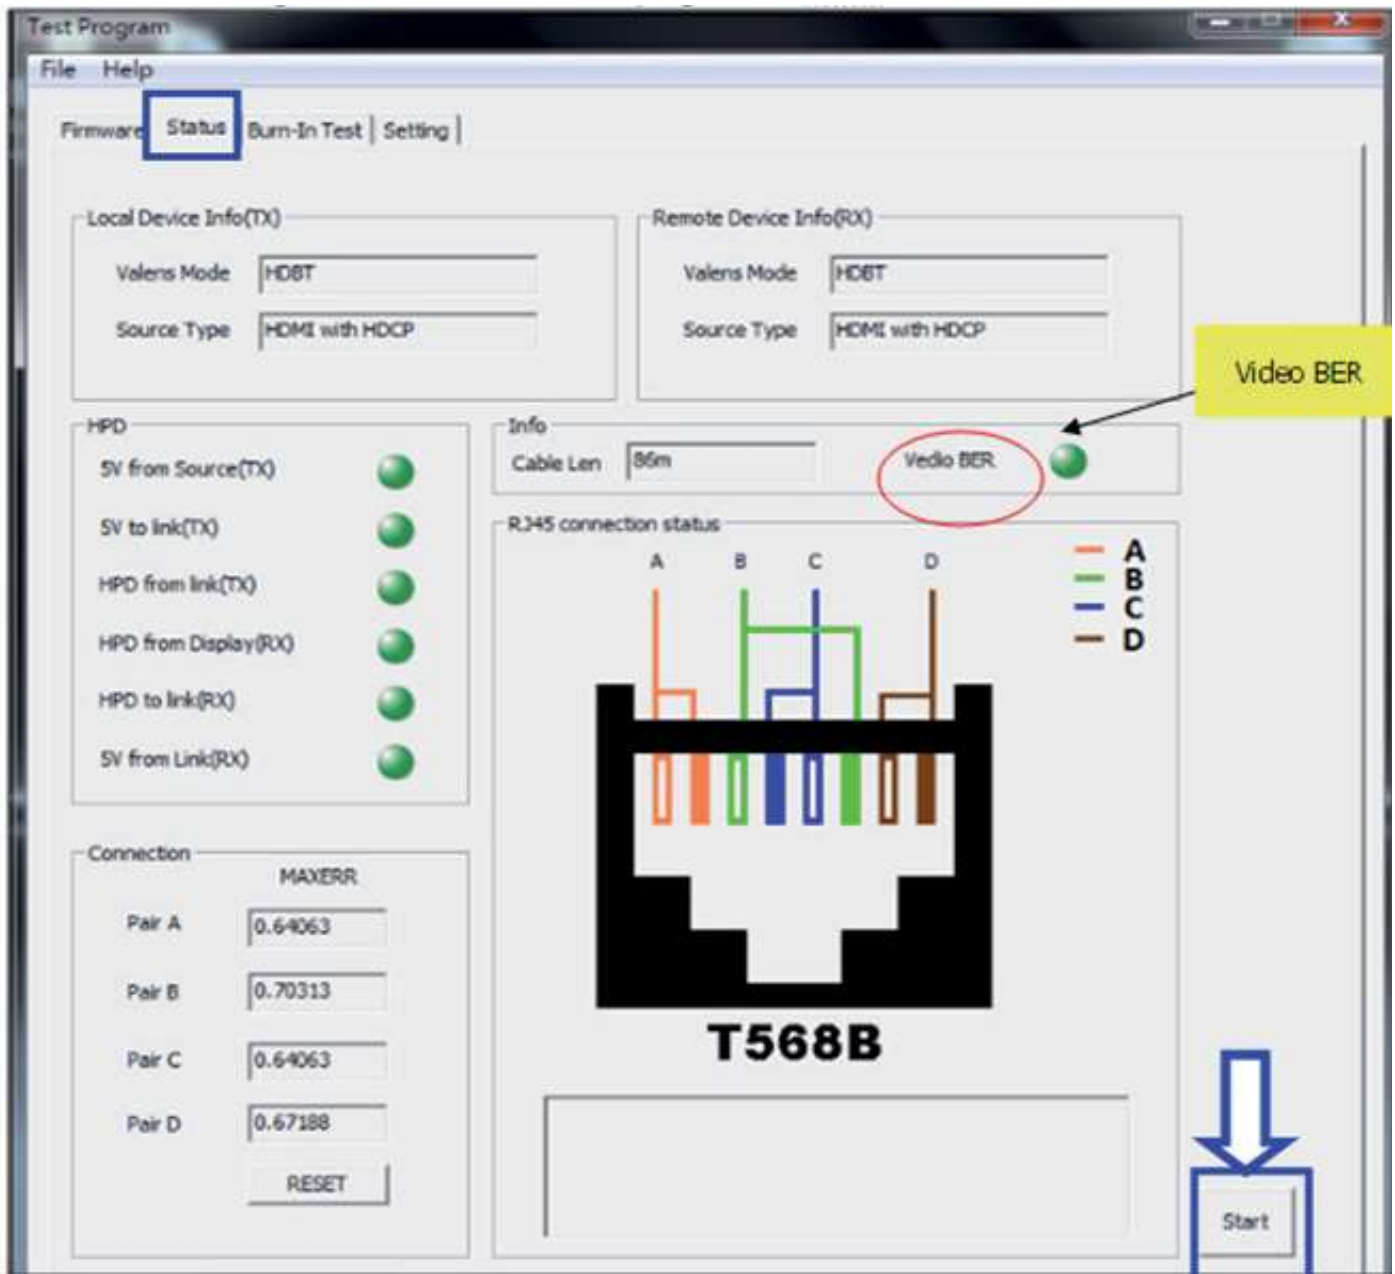 Test Program
File Help
Firmware Status Burn-In Test Setting
Local Device Info(TX)
Valens Mode HDBT
Source Type HDMI with HDCP
Remote Device Info(RX)
Valens Mode HDBT
Source Type HDMI with HDCP
Video BER
HPD
5V from Source(TX)
5V to link(TX)
HPD from link(TX)
HPD from Display(RX)
HPD to link(RX)
5V from Link(RX)
Info
Cable Len 86m Vedio BER
RJ45 connection status
A B C D
A
B
C
D
T568B
Connection
MAXERR
Pair A 0.64063
Pair B 0.70313
Pair C 0.64063
Pair D 0.67188
RESET
Start